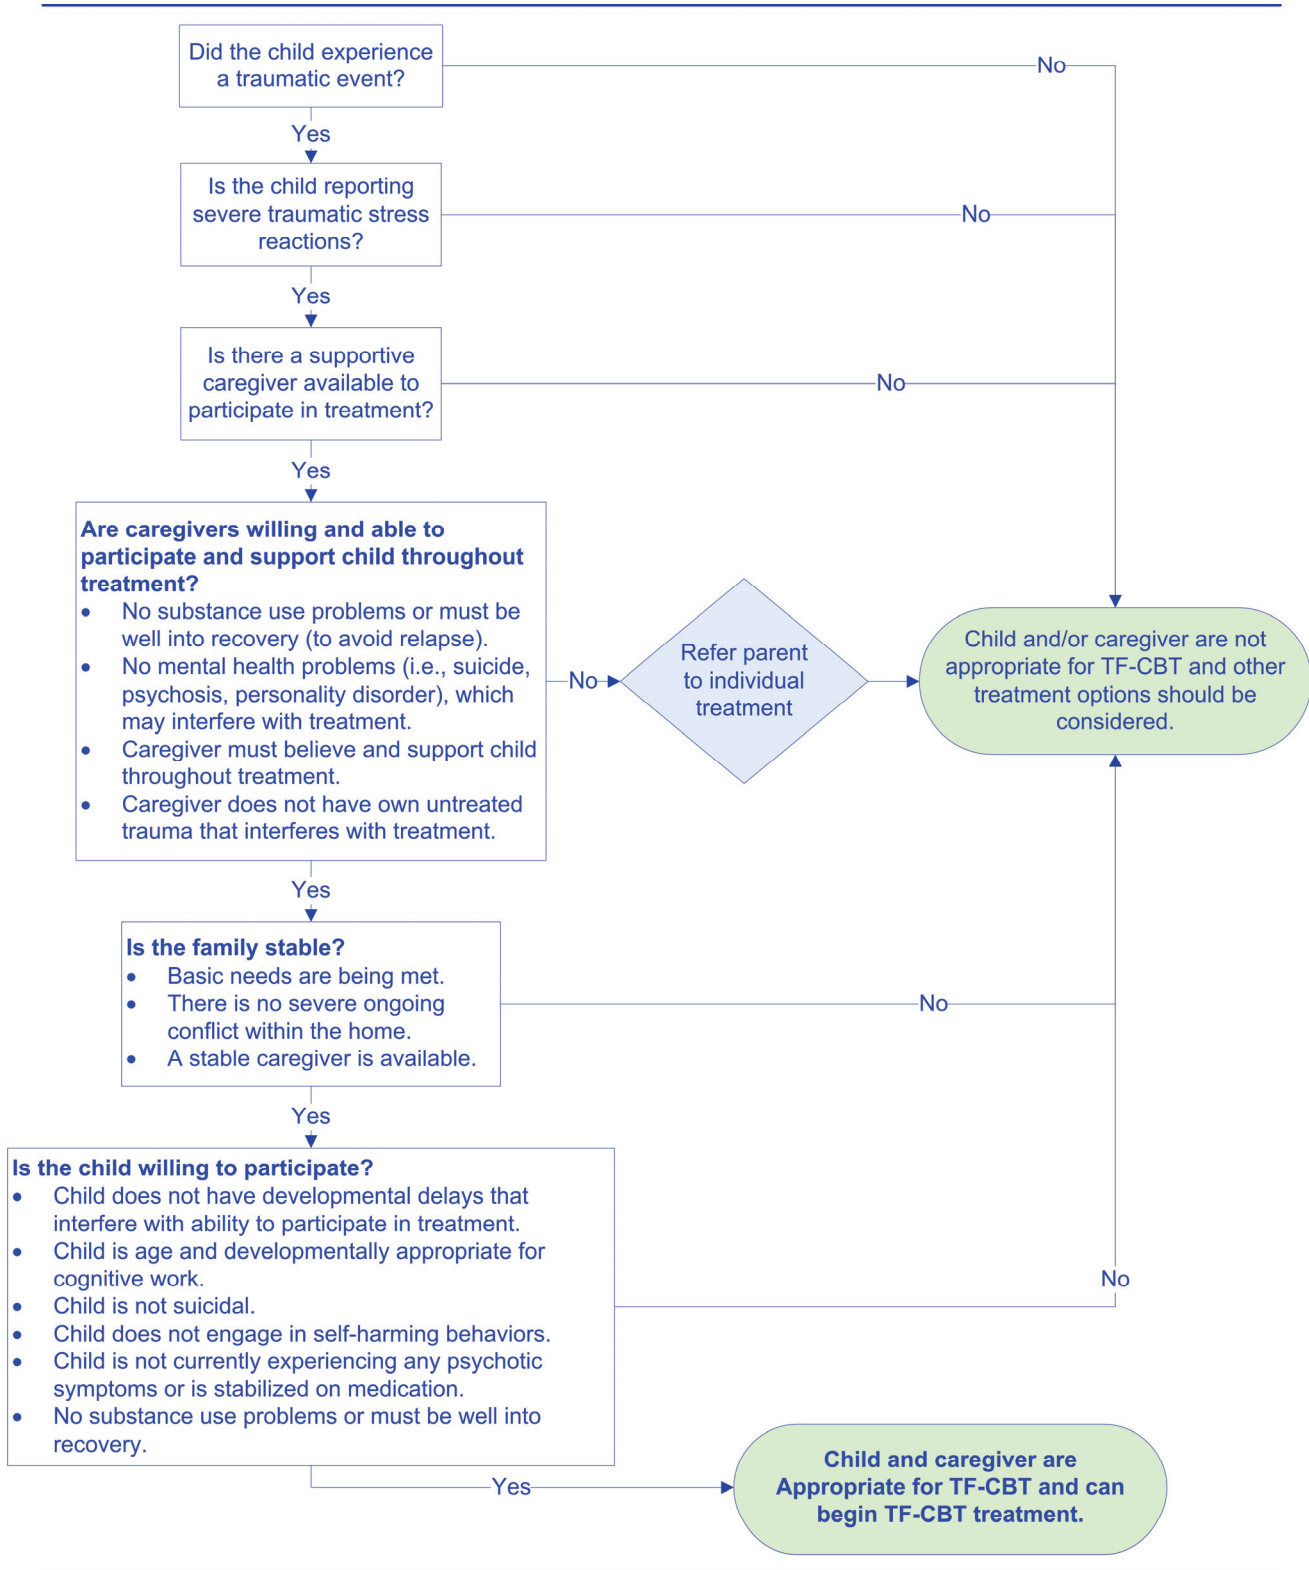 Did the child experience
a traumatic event?
No
Yes
Is the child reporting
severe traumatic stress
reactions?
No
Yes
Is there a supportive
caregiver available to
participate in treatment?
No
Yes
Are caregivers willing and able to
participate and support child throughout
treatment?
• No substance use problems or must be
well into recovery (to avoid relapse).
• No mental health problems (i.e., suicide,
psychosis, personality disorder), which
may interfere with treatment.
• Caregiver must believe and support child
throughout treatment.
• Caregiver does not have own untreated
trauma that interferes with treatment.
No
Refer parent
to individual
treatment
Child and/or caregiver are not
appropriate for TF-CBT and other
treatment options should be
considered.
Yes
Is the family stable?
• Basic needs are being met.
• There is no severe ongoing
conflict within the home.
• A stable caregiver is available.
No
Yes
Is the child willing to participate?
• Child does not have developmental delays that
interfere with ability to participate in treatment.
• Child is age and developmentally appropriate for
cognitive work.
• Child is not suicidal.
• Child does not engage in self-harming behaviors.
• Child is not currently experiencing any psychotic
symptoms or is stabilized on medication.
• No substance use problems or must be well into
recovery.
No
Yes
Child and caregiver are
Appropriate for TF-CBT and can
begin TF-CBT treatment.